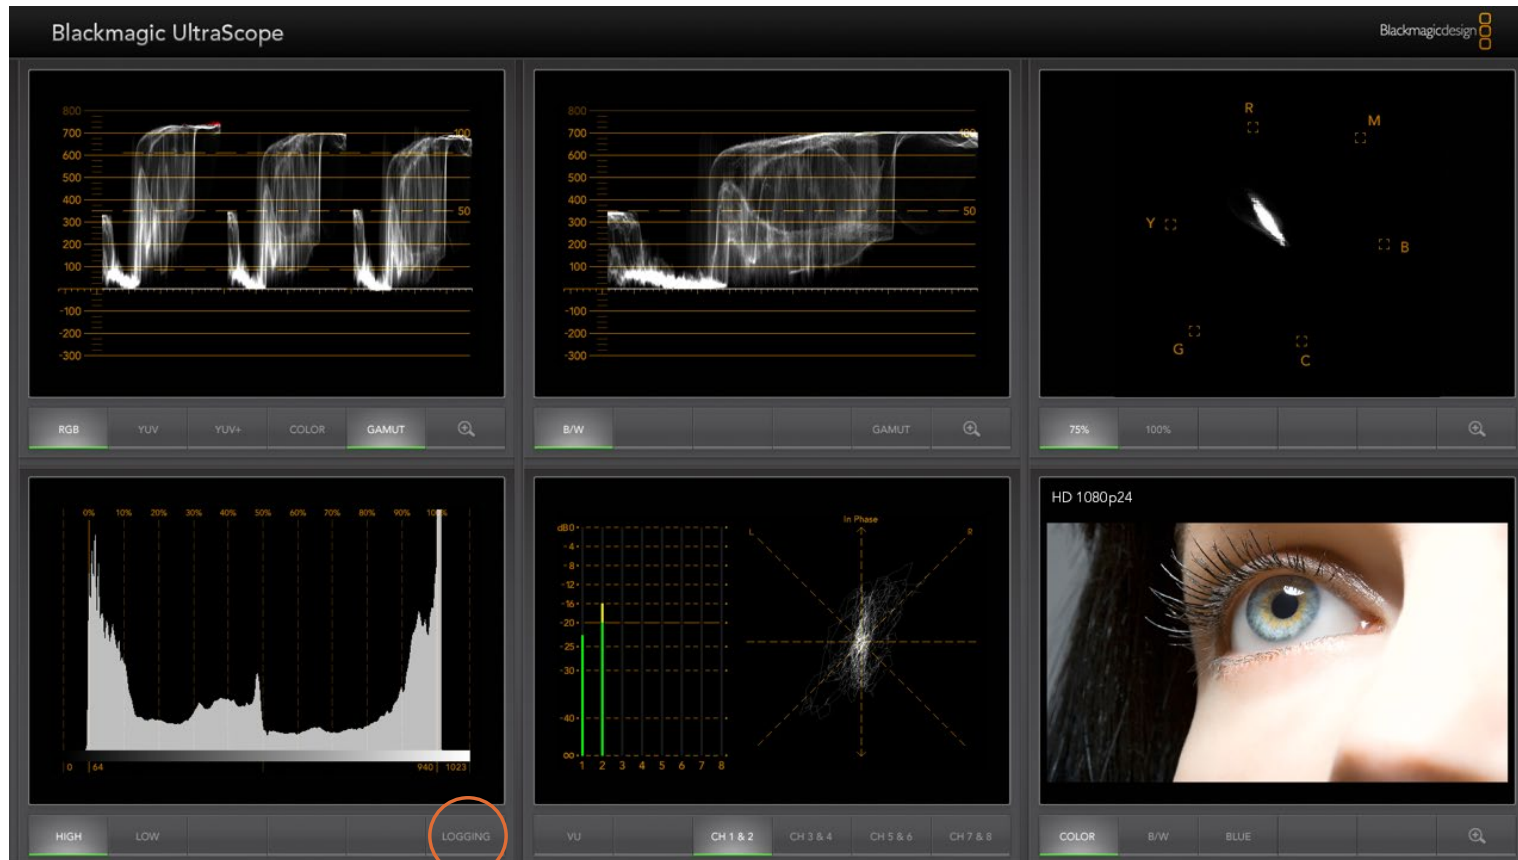 Blackmagic UltraScope
Blackmagicdesign
800
700
600
500
400
300
200
100
-100
-200
-300
100
50
800
700
600
500
400
300
200
100
-100
-200
-300
100
50
R
M
Y
B
G
C
RGB YUV YUV+ COLOR GAMUT
B/W GAMUT
75% 100%
0% 10% 20% 30% 40% 50% 60% 70% 80% 90% 100%
0 64 940 1023
dB0
-4
-8
-12
-16
-20
-25
-30
-40
∞
1 2 3 4 5 6 7 8
In Phase
L R
HD 1080p24
HIGH LOW LOGGING
VU CH 1 & 2 CH 3 & 4 CH 5 & 6 CH 7 & 8
COLOR B/W BLUE